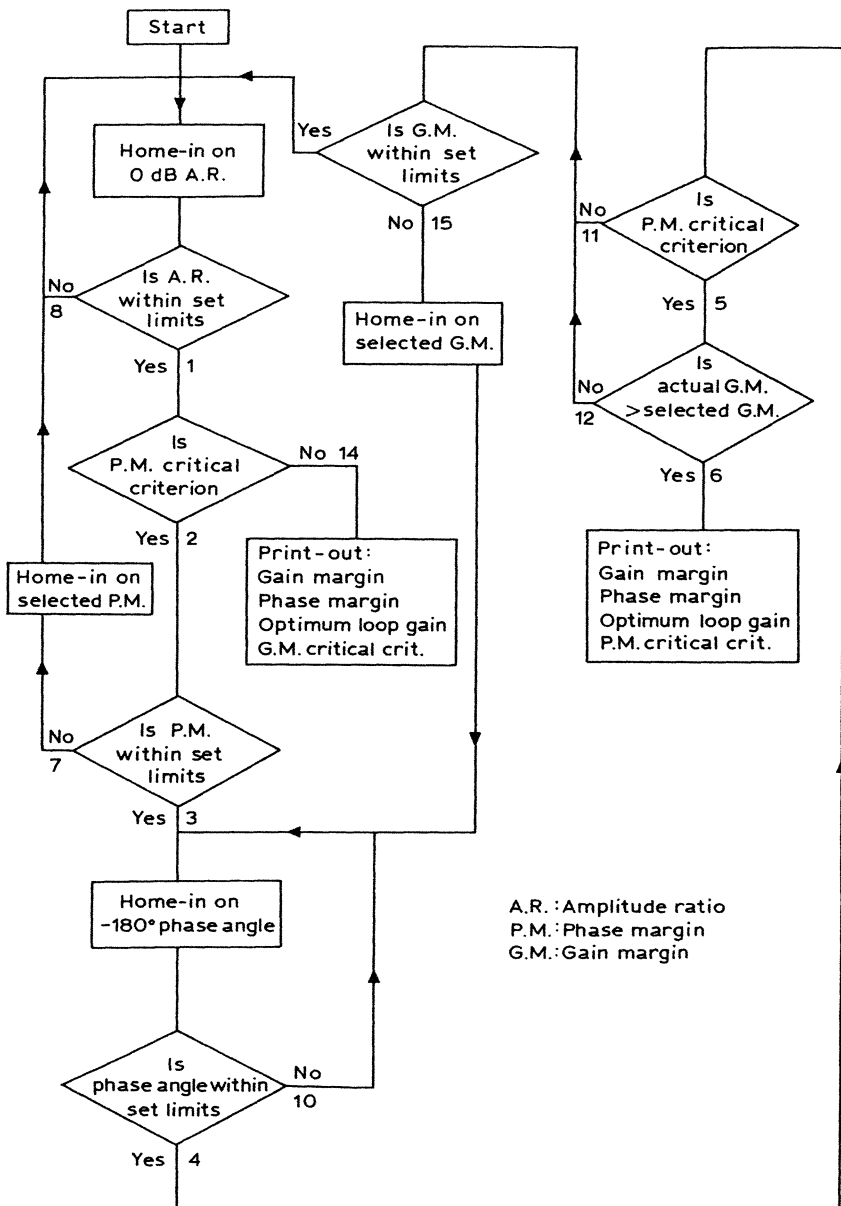 Start
Home-in on
0 dB A.R.
Is A.R.
within set
limits
No
8
Yes 1
Is
P.M. critical
criterion
No 14
Yes 2
Print-out:
Gain margin
Phase margin
Optimum loop gain
G.M. critical crit.
Home-in on
selected P.M.
Is P.M.
within set
limits
No
7
Yes 3
Home-in on
-180° phase angle
Is
phase angle within
set limits
No
10
Yes 4
Yes
Is G.M.
within set
limits
No 15
Home-in on
selected G.M.
Is
P.M. critical
criterion
No
11
Yes 5
Is
actual G.M.
>selected G.M.
No
12
Yes 6
Print-out:
Gain margin
Phase margin
Optimum loop gain
P.M. critical crit.
A.R.:Amplitude ratio
P.M.:Phase margin
G.M.:Gain margin